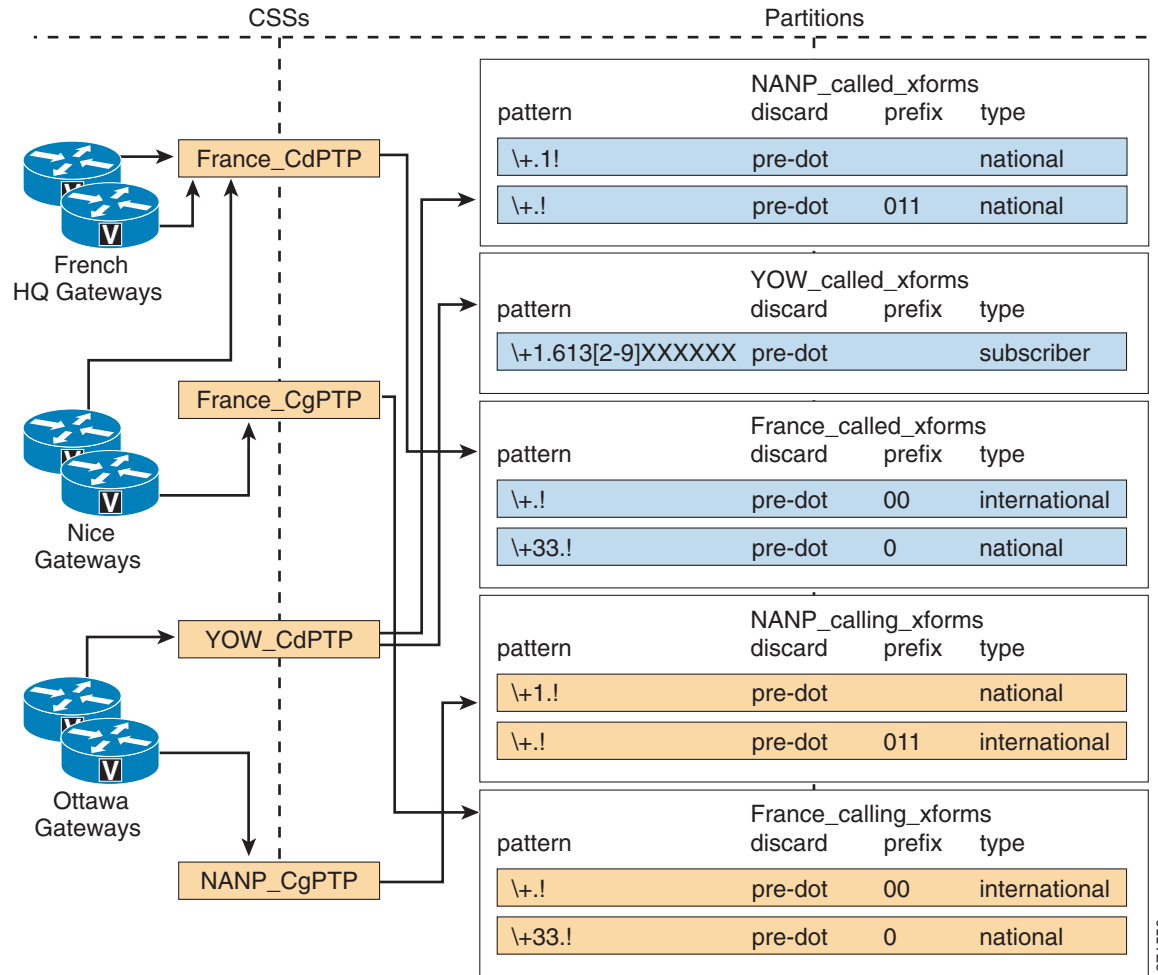 CSSs Partitions
NANP_called_xforms
pattern discard prefix type
\+.1! pre-dot national
\+.! pre-dot 011 national
France_CdPTP
V
V
French
HQ Gateways
YOW_called_xforms
pattern discard prefix type
\+1.613[2-9]XXXXXX pre-dot subscriber
France_CgPTP
France_called_xforms
pattern discard prefix type
\+.! pre-dot 00 international
\+33.! pre-dot 0 national
V
V
Nice
Gateways
YOW_CdPTP
NANP_calling_xforms
pattern discard prefix type
\+1.! pre-dot national
\+.! pre-dot 011 international
V
V
Ottawa
Gateways
NANP_CgPTP
France_calling_xforms
pattern discard prefix type
\+.! pre-dot 00 international
\+33.! pre-dot 0 national